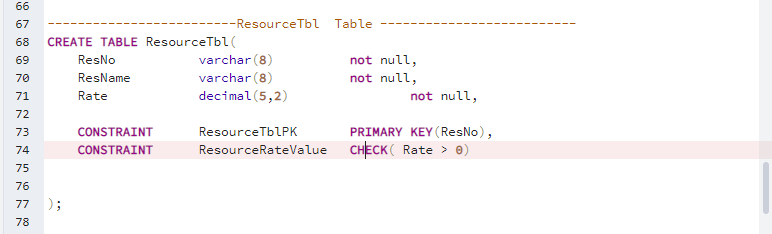 66
67 -------------------------ResourceTbl  Table --------------------------
68 CREATE TABLE ResourceTbl(
69     ResNo           varchar(8)          not null,
70     ResName         varchar(8)          not null,
71     Rate            decimal(5,2)                not null,
72
73     CONSTRAINT      ResourceTblPK       PRIMARY KEY(ResNo),
74     CONSTRAINT      ResourceRateValue   CHECK( Rate > 0)
75
76
77 );
78